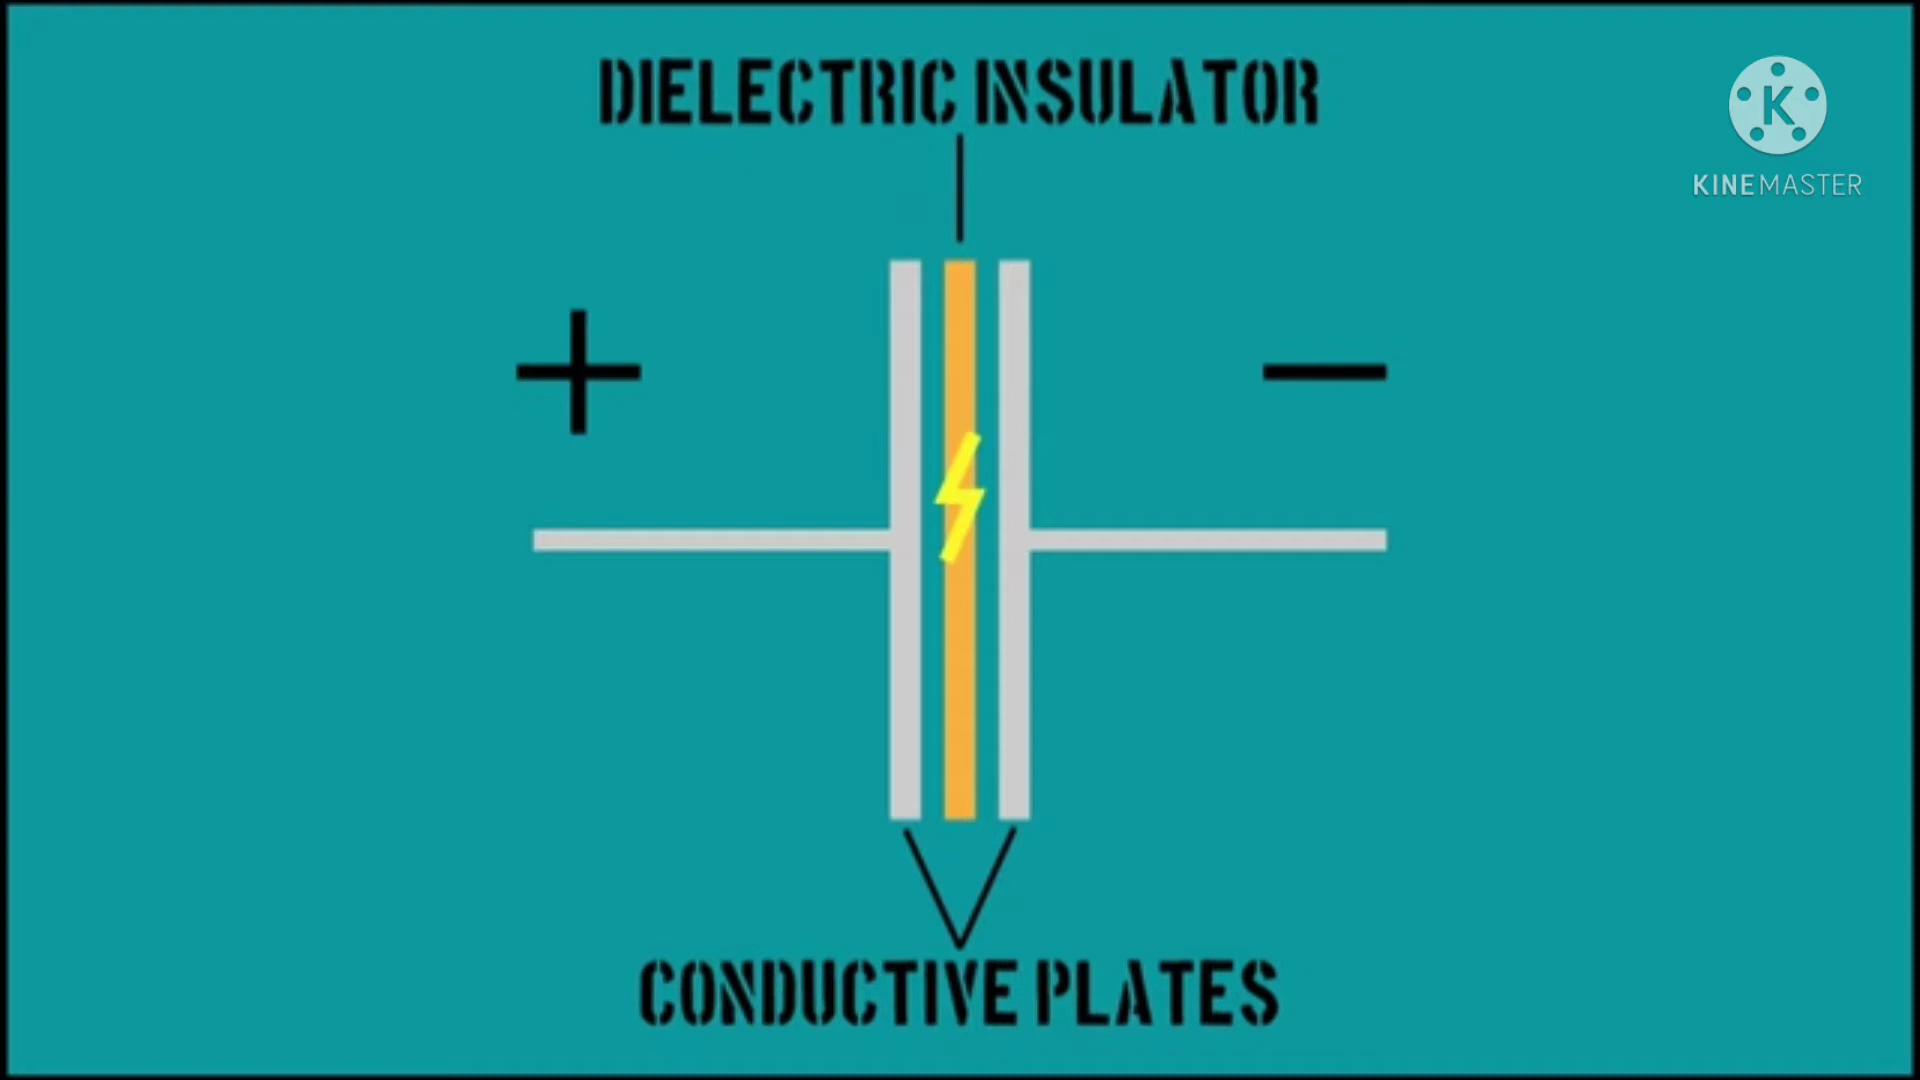 DIELECTRIC INSULATOR
K
KINEMASTER
+ −
CONDUCTIVE PLATES